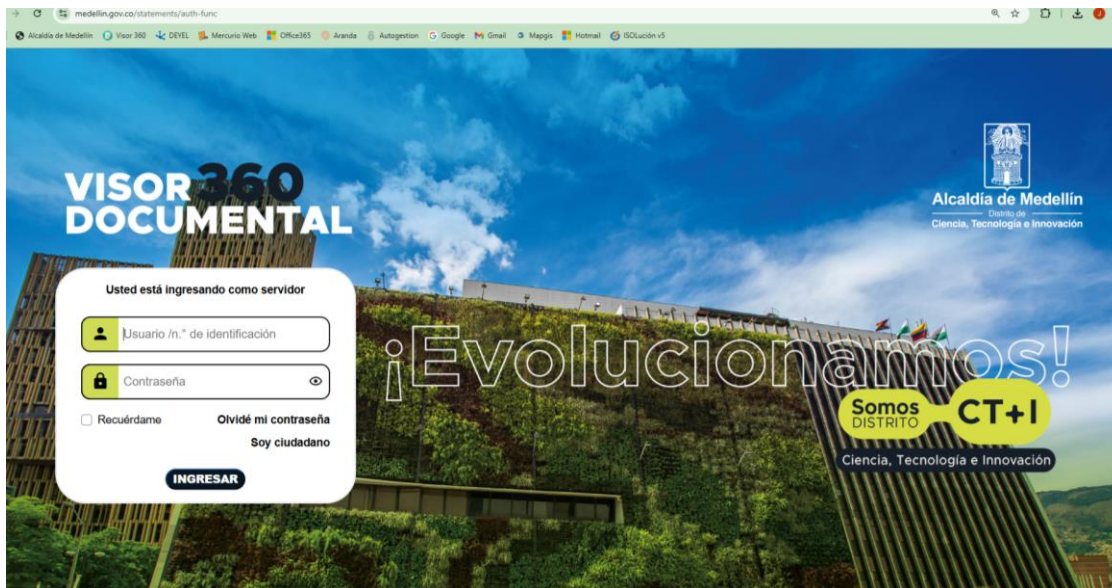 medellin.gov.co/statements/auth-func
Alcaldía de Medellín Visor 360 DEYEL Mercurio Web Office365 Aranda Autogestion Google Gmail Mapgis Hotmail ISOLución v5
VISOR 360
DOCUMENTAL
Alcaldía de Medellín
Distrito de
Ciencia, Tecnología e Innovación
Usted está ingresando como servidor
Usuario /n.° de identificación
Contraseña
Recuérdame Olvidé mi contraseña
Soy ciudadano
INGRESAR
¡Evolucionamos!
Somos
DISTRITO
CT+I
Ciencia, Tecnología e Innovación